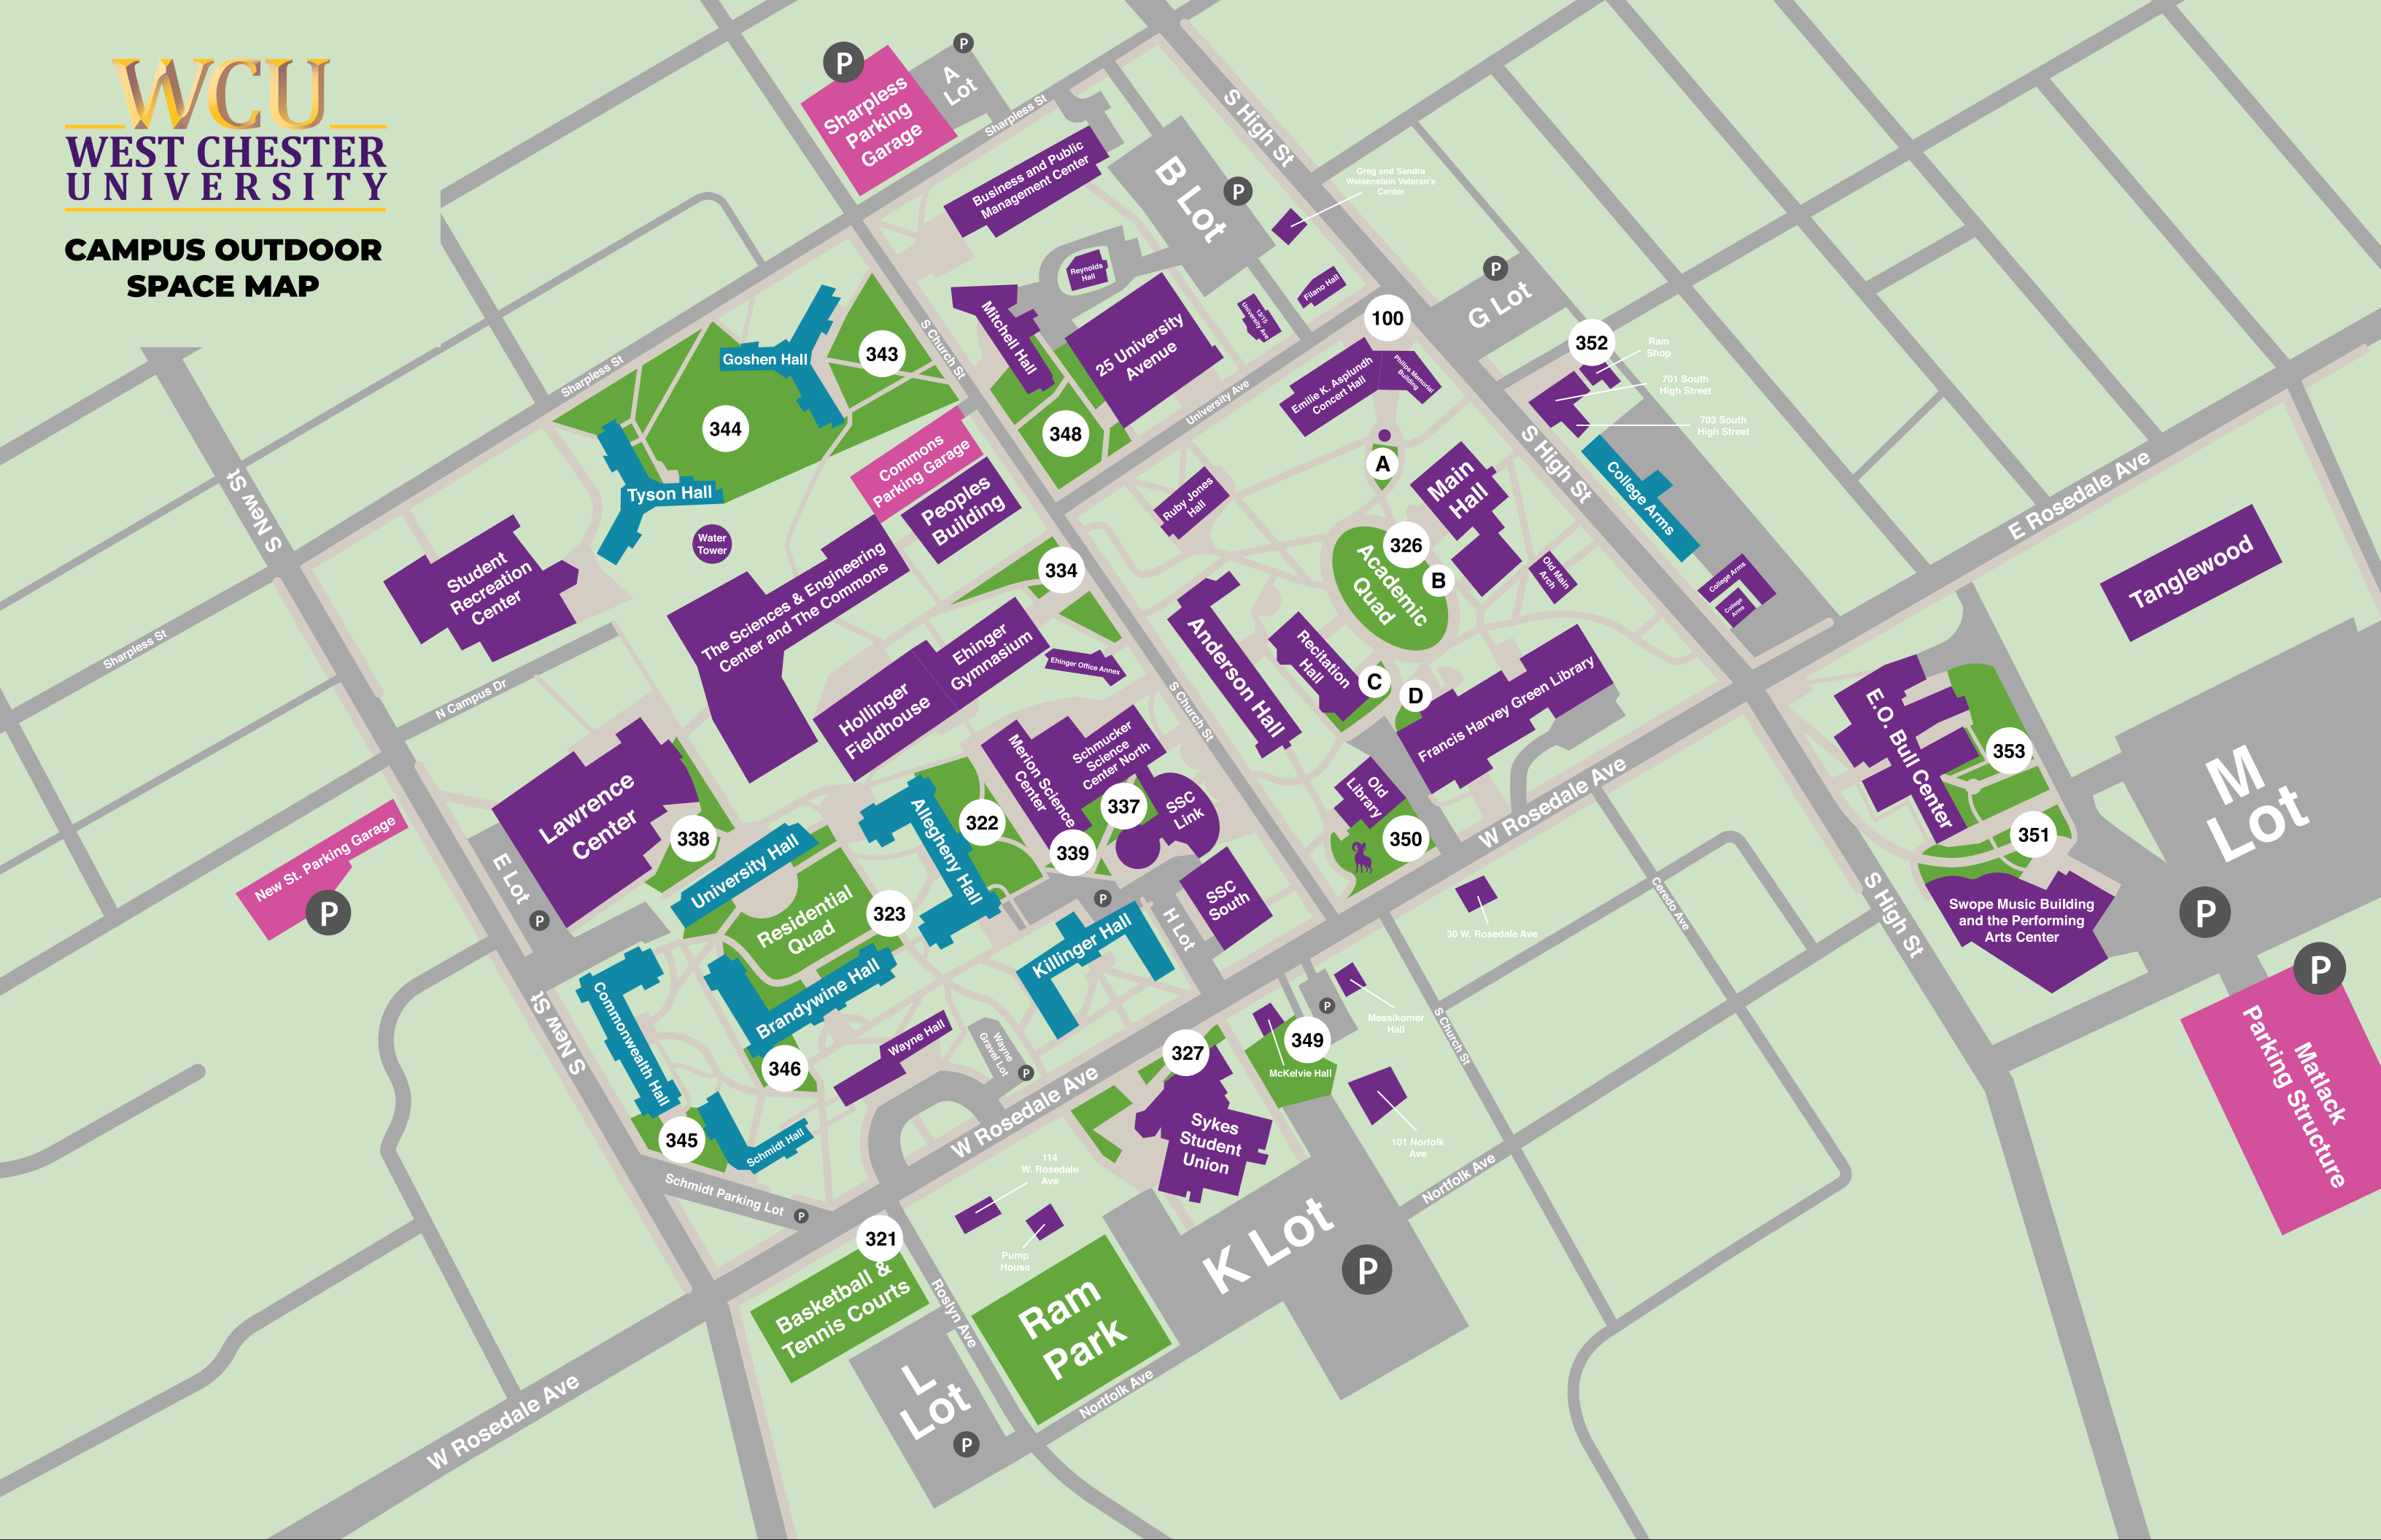 WCU
WEST CHESTER
UNIVERSITY
CAMPUS OUTDOOR
SPACE MAP
P
Sharpless
Parking
Garage
P
A
Lot
Sharpless St
Business and Public
Management Center
B Lot
P
S High St
Greg and Sandra
Weisenstein Veteran's
Center
Reynolds
Hall
Filano Hall
13/15
University Ave
Mitchell Hall
25 University
Avenue
S Church St
100
P
G Lot
352
Ram
Shop
701 South
High Street
703 South
High Street
Goshen Hall
343
Sharpless St
344
348
University Ave
Emilie K. Asplundh
Concert Hall
Philips Memorial
Building
A
Main
Hall
S High St
College Arms
College Arms
College
Arms
E Rosedale Ave
Tanglewood
S New St
Tyson Hall
Commons
Parking Garage
Peoples
Building
Ruby Jones
Hall
Water
Tower
326
Academic
Quad
B
Old Main
Arch
Student
Recreation
Center
The Sciences & Engineering
Center and The Commons
334
Ehinger
Gymnasium
Ehinger Office Annex
Hollinger
Fieldhouse
Anderson Hall
Recitation
Hall
C
D
Francis Harvey Green Library
Sharpless St
N Campus Dr
S Church St
Merion Science
Center
Schmucker
Science
Center North
337
SSC
Link
339
Old
Library
350
W Rosedale Ave
E.O. Bull Center
353
351
M
Lot
P
Lawrence
Center
338
New St. Parking Garage
P
E Lot
P
University Hall
Allegheny Hall
322
323
Residential
Quad
P
H Lot
SSC
South
Killinger Hall
30 W. Rosedale Ave
Ceredo Ave
S High St
Swope Music Building
and the Performing
Arts Center
P
Matlack
Parking Structure
Commonwealth Hall
Brandywine Hall
346
Wayne Hall
Wayne
Gravel Lot
P
S New St
327
349
P
Messikomer
Hall
McKelvie Hall
S Church St
101 Norfolk
Ave
345
Schmidt Hall
W Rosedale Ave
Sykes
Student
Union
Schmidt Parking Lot
P
114
W. Rosedale
Ave
Pump
House
Nortfolk Ave
321
Basketball &
Tennis Courts
Roslyn Ave
Ram
Park
K Lot
P
L
Lot
P
Nortfolk Ave
W Rosedale Ave